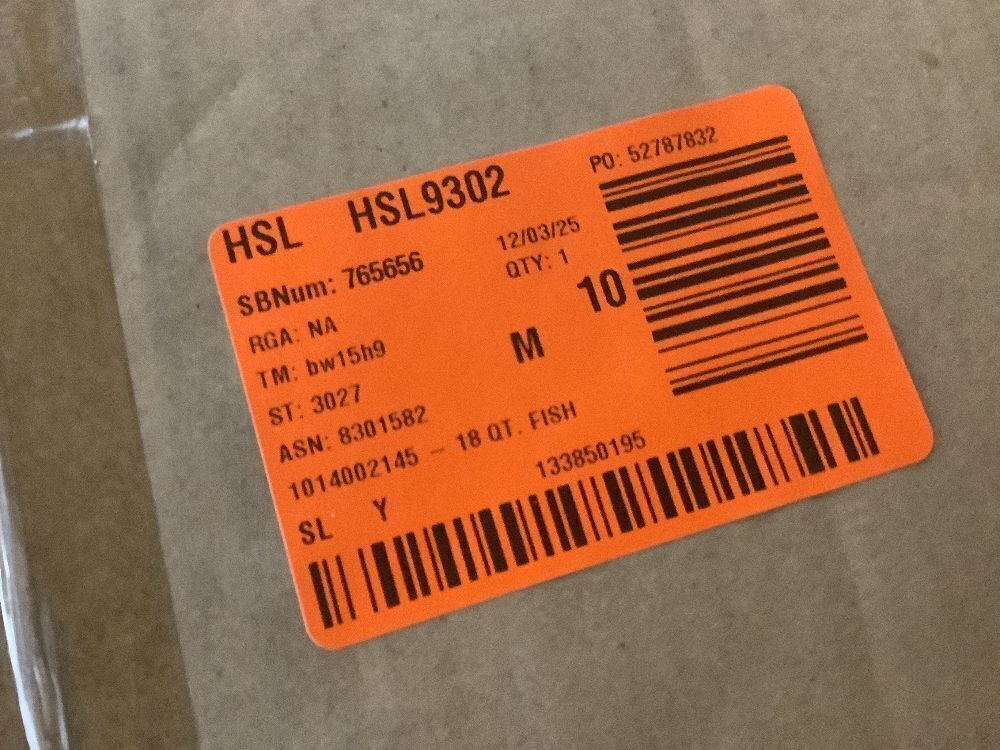 HSL HSL9302
PO: 52787832
SBNum: 765656 12/03/25
RGA: NA QTY: 1
TM: bw15h9 M 10
ST: 3027
ASN: 8301582
1014002145 - 18 QT. FISH
SL Y 133850195